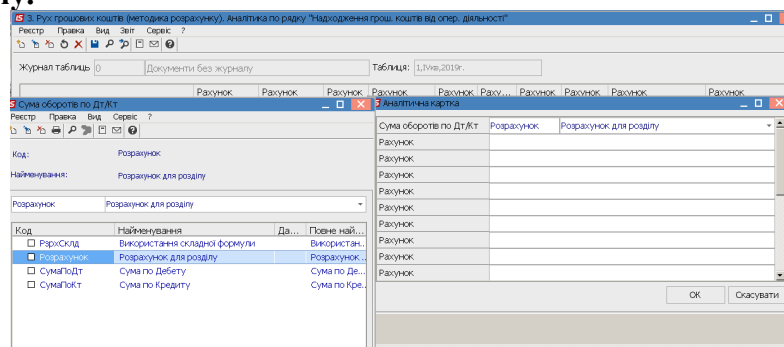 ну.
3. Рух грошових коштів (методика розрахунку). Аналітика по рядку "Надходження грош. коштів від опер. діяльності"
Реєстр Правка Вид Звіт Сервіс ?
Журнал таблиць 0 Документи без журналу Таблиця: 1,IVкв,2019г.
Рахунок Рахунок Рахунок Рахунок Рахунок Раху... Рахунок Рахунок Рахунок Рахунок
Сума оборотів по Дт/Кт
Реєстр Правка Вид Сервіс ?
Код: Розрахунок
Найменування: Розрахунок для розділу
Розрахунок Розрахунок для розділу
Код Найменування Да... Повне най...
РзрхСклд Використання складної формули Використан...
Розрахунок Розрахунок для розділу Розрахунок ...
СумаПоДт Сума по Дебету Сума по Де...
СумаПоКт Сума по Кредиту Сума по Кре...
Аналітична картка
Сума оборотів по Дт/Кт Розрахунок Розрахунок для розділу
Рахунок
Рахунок
Рахунок
Рахунок
Рахунок
Рахунок
Рахунок
Рахунок
Рахунок
ОК Скасувати